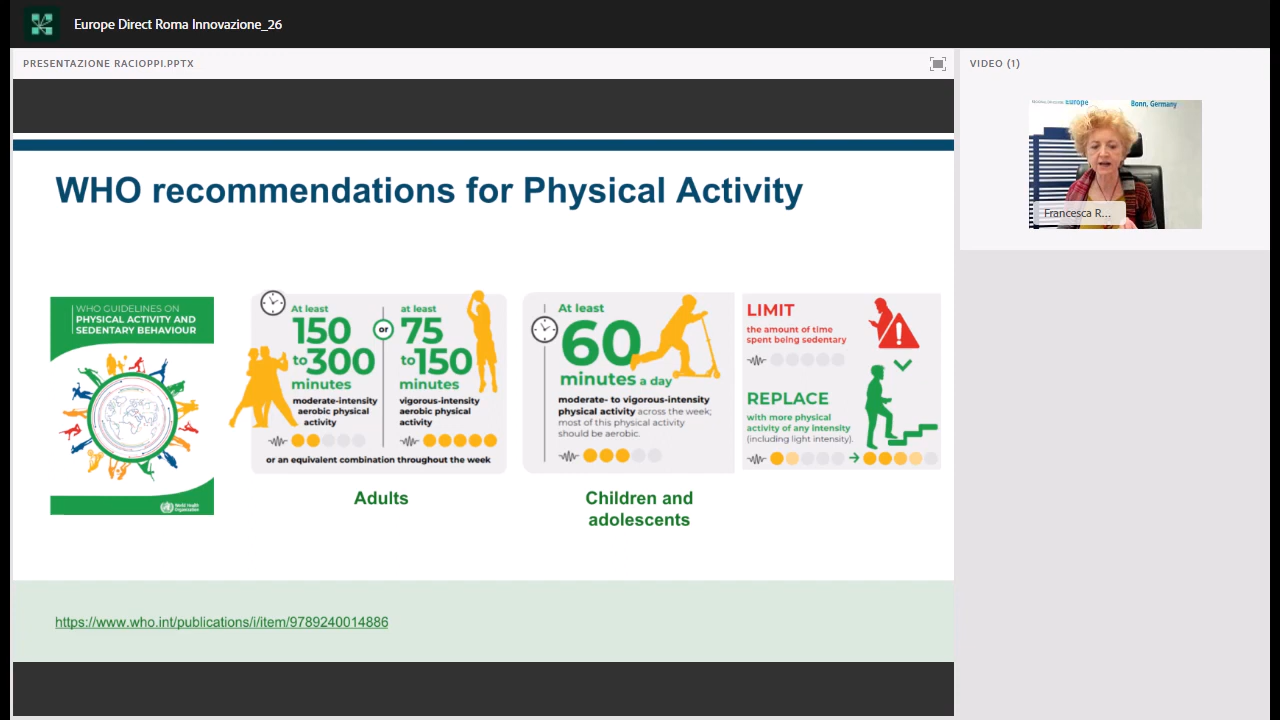 Europe Direct Roma Innovazione_26
PRESENTAZIONE RACIOPPI.PPTX
VIDEO (1)
Europe
Bonn, Germany
Francesca R...
WHO recommendations for Physical Activity
WHO GUIDELINES ON
PHYSICAL ACTIVITY AND
SEDENTARY BEHAVIOUR
World Health
Organization
At least
150
to300
minutes
moderate-intensity
aerobic physical
activity
or
at least
75
to150
minutes
vigorous-intensity
aerobic physical
activity
or an equivalent combination throughout the week
Adults
At least
60
minutes a day
moderate- to vigorous-intensity
physical activity across the week;
most of this physical activity
should be aerobic.
Children and
adolescents
LIMIT
the amount of time
spent being sedentary
REPLACE
with more physical
activity of any intensity
(including light intensity).
https://www.who.int/publications/i/item/9789240014886